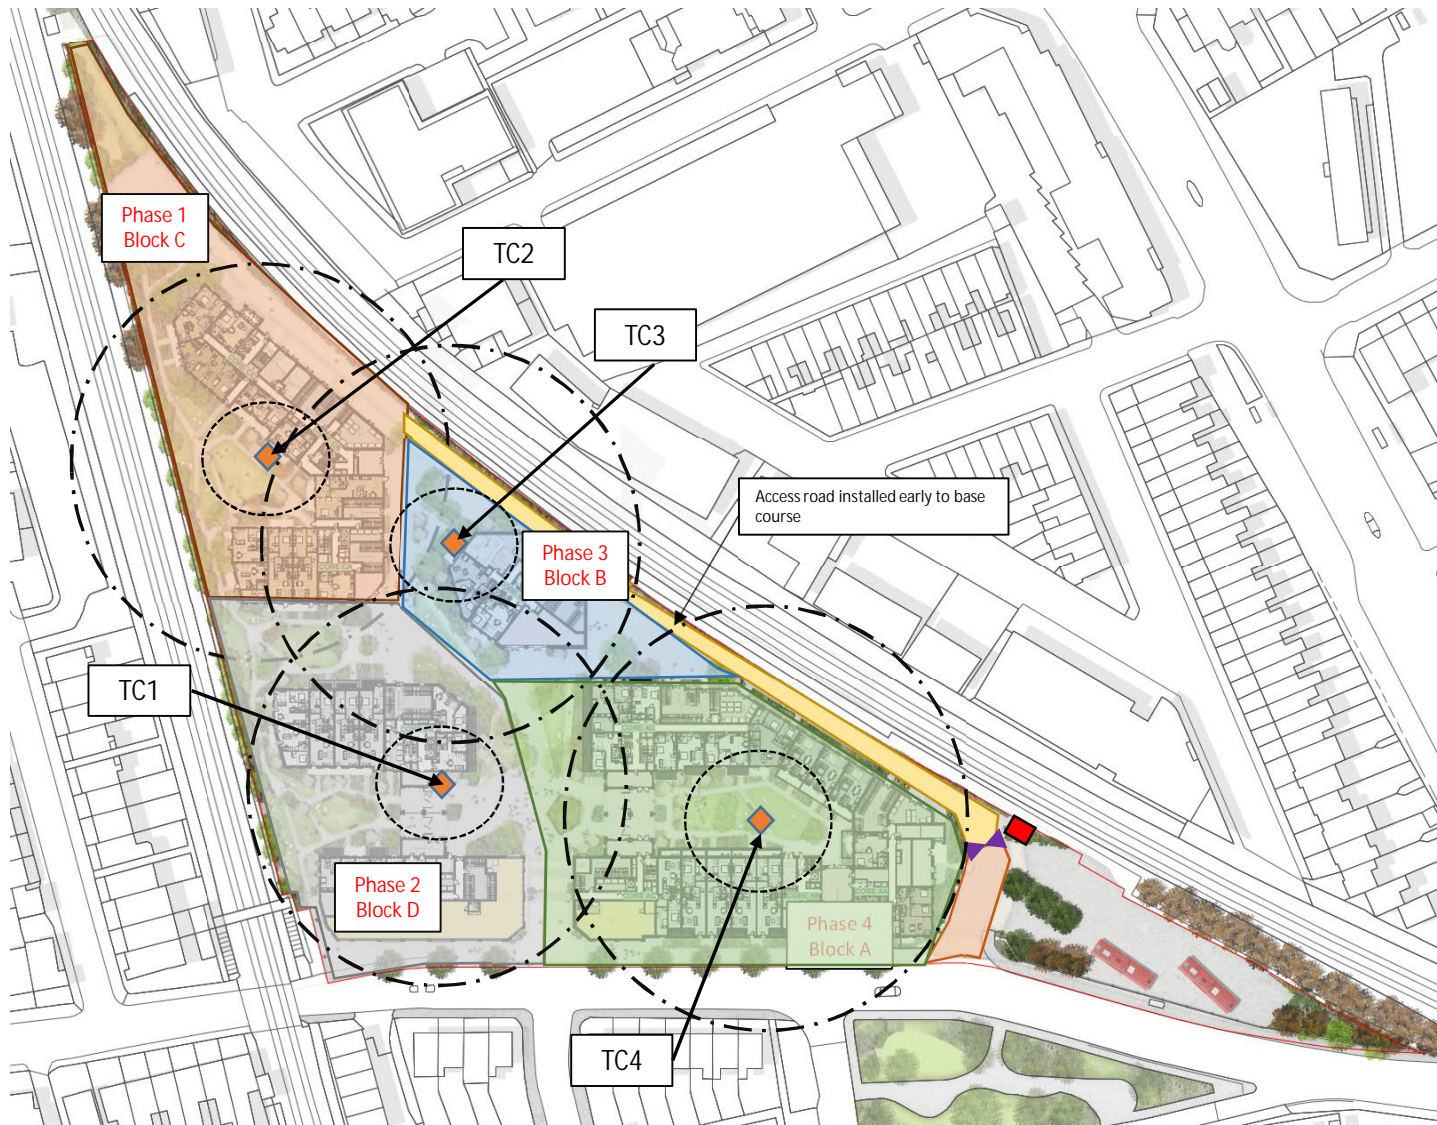 Phase 1
Block C
TC2
TC3
Access road installed early to base
course
Phase 3
Block B
TC1
Phase 2
Block D
Phase 4
Block A
TC4